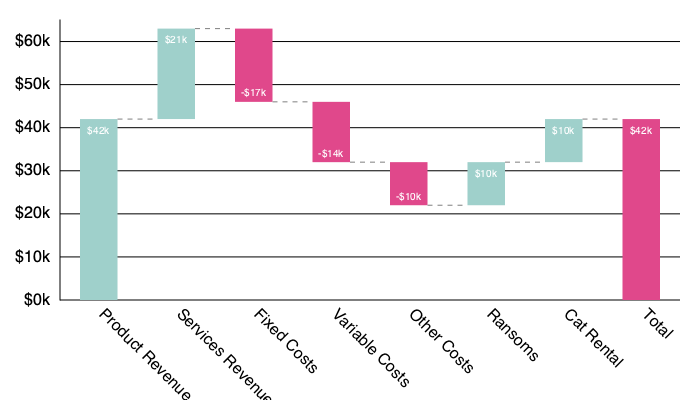 $60k
$50k
$40k
$30k
$20k
$10k
$0k
$42k
$21k
-$17k
-$14k
-$10k
$10k
$10k
$42k
Product Revenue
Services Revenue
Fixed Costs
Variable Costs
Other Costs
Ransoms
Cat Rental
Total